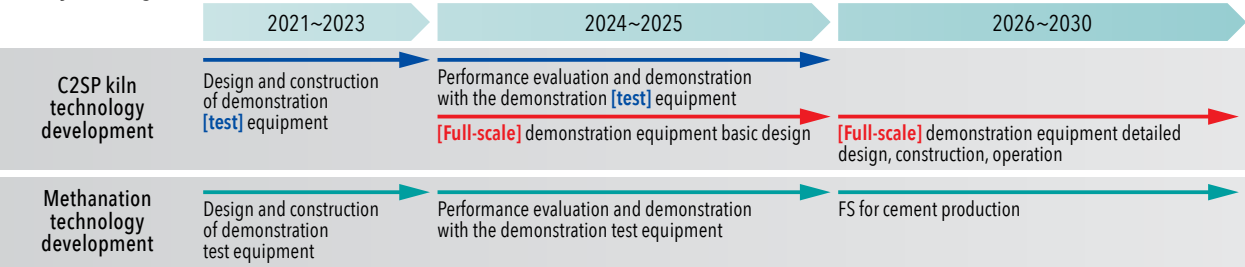 2021~2023
2024~2025
2026~2030
C2SP kiln
technology
development
Design and construction
of demonstration
[test] equipment
Performance evaluation and demonstration
with the demonstration [test] equipment
[Full-scale] demonstration equipment basic design
[Full-scale] demonstration equipment detailed
design, construction, operation
Methanation
technology
development
Design and construction
of demonstration
test equipment
Performance evaluation and demonstration
with the demonstration test equipment
FS for cement production